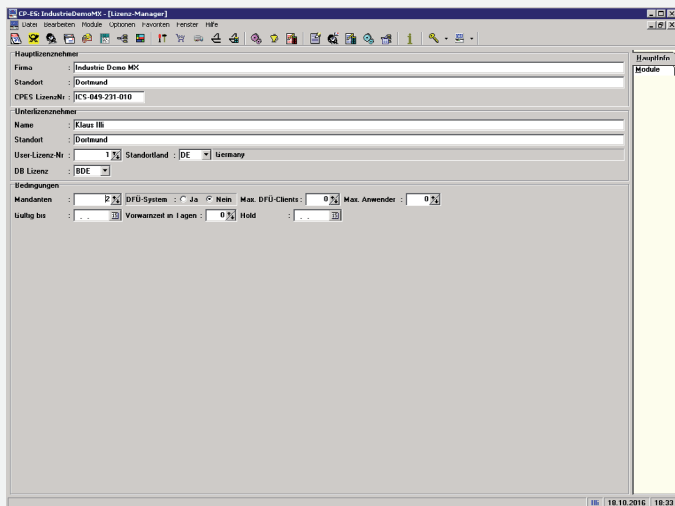 CP-ES: IndustrieDemoMX - [Lizenz-Manager]
Datei Bearbeiten Module Optionen Favoriten Fenster Hilfe
Hauptlizenznehmer
Firma : Industrie Demo MX
Standort : Dortmund
CPES LizenzNr : ICS-049-231-010
Unterlizenznehmer
Name : Klaus Illi
Standort : Dortmund
User-Lizenz-Nr : 1 Standortland : DE Germany
DB Lizenz : BDE
Bedingungen
Mandanten : 2 DFÜ-System : Ja Nein Max. DFÜ-Clients : 0 Max. Anwender : 0
Gültig bis : . . Vorwarnzeit in Tagen : 0 Hold : . .
HauptInfo
Module
Illi 18.10.2016 18:33